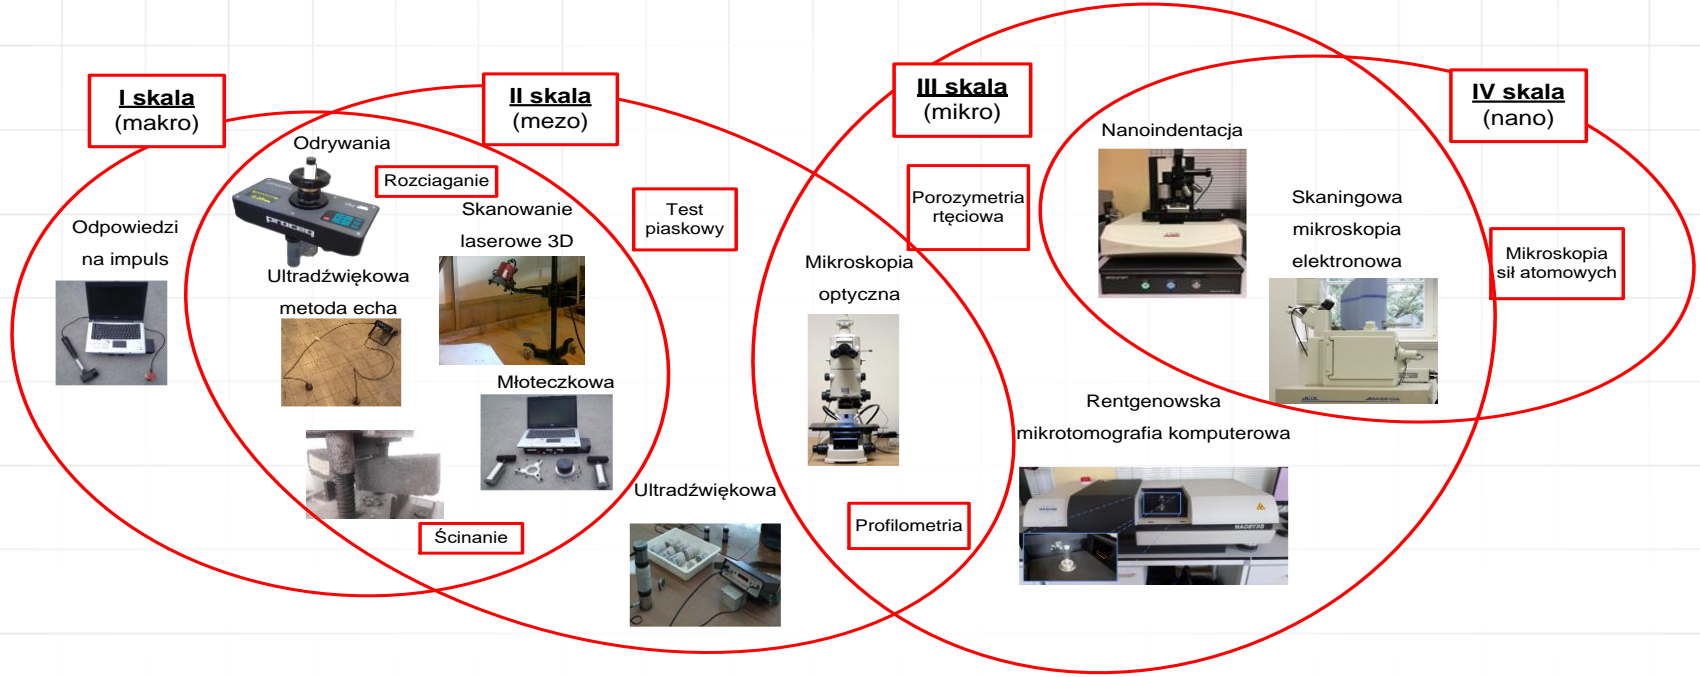 I skala
(makro)
II skala
(mezo)
III skala
(mikro)
IV skala
(nano)
Odrywania
Rozciaganie
proceq
Odpowiedzi
na impuls
Skanowanie
laserowe 3D
Ultradźwiękowa
metoda echa
Młoteczkowa
Ścinanie
Test
piaskowy
Ultradźwiękowa
Porozymetria
rtęciowa
Mikroskopia
optyczna
Profilometria
Nanoindentacja
Skaningowa
mikroskopia
elektronowa
Mikroskopia
sił atomowych
Rentgenowska
mikrotomografia komputerowa
SKYSCAN